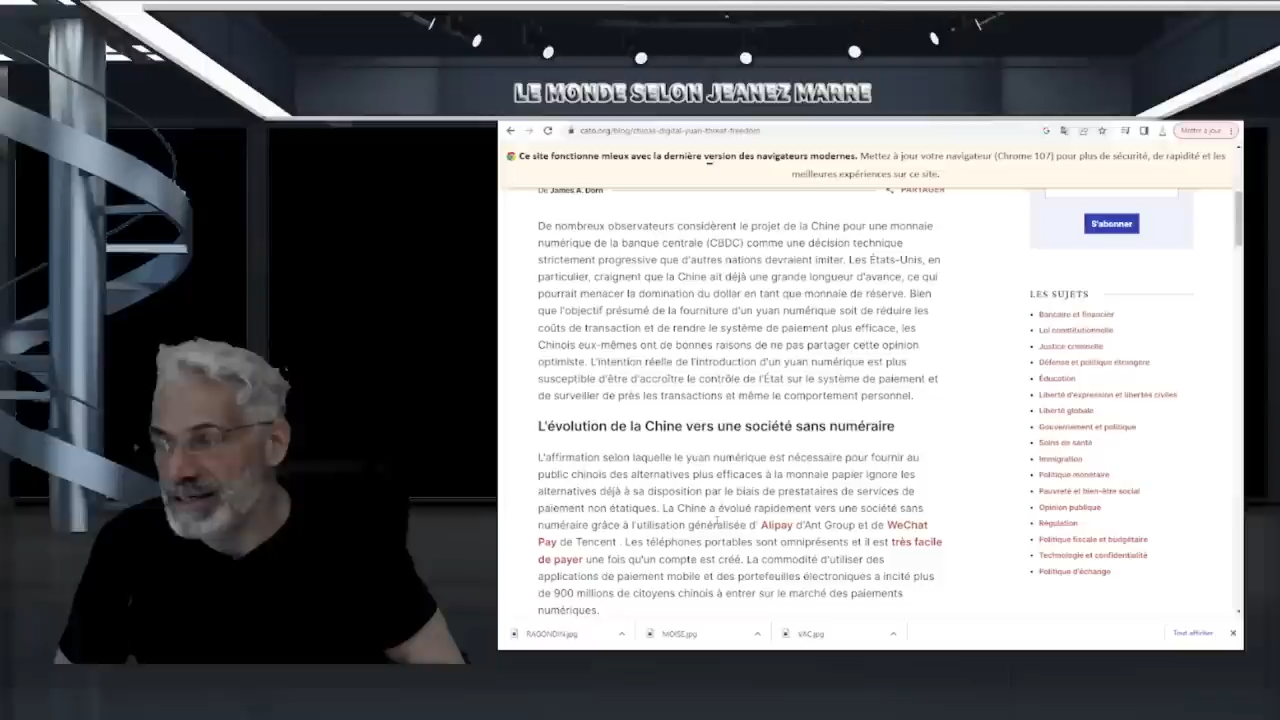 LE MONDE SELON JEANEZ MARRE
cato.org/blog/chinas-digital-yuan-threat-freedom
Mettre à jour
Ce site fonctionne mieux avec la dernière version des navigateurs modernes. Mettez à jour votre navigateur (Chrome 107) pour plus de sécurité, de rapidité et les
meilleures expériences sur ce site.
De James A. Dorn
PARTAGER
De nombreux observateurs considèrent le projet de la Chine pour une monnaie
numérique de la banque centrale (CBDC) comme une décision technique
strictement progressive que d'autres nations devraient imiter. Les États-Unis, en
particulier, craignent que la Chine ait déjà une grande longueur d'avance, ce qui
pourrait menacer la domination du dollar en tant que monnaie de réserve. Bien
que l'objectif présumé de la fourniture d'un yuan numérique soit de réduire les
coûts de transaction et de rendre le système de paiement plus efficace, les
Chinois eux-mêmes ont de bonnes raisons de ne pas partager cette opinion
optimiste. L'intention réelle de l'introduction d'un yuan numérique est plus
susceptible d'être d'accroître le contrôle de l'État sur le système de paiement et
de surveiller de près les transactions et même le comportement personnel.
L'évolution de la Chine vers une société sans numéraire
L'affirmation selon laquelle le yuan numérique est nécessaire pour fournir au
public chinois des alternatives plus efficaces à la monnaie papier ignore les
alternatives déjà à sa disposition par le biais de prestataires de services de
paiement non étatiques. La Chine a évolué rapidement vers une société sans
numéraire grâce à l'utilisation généralisée d' Alipay d'Ant Group et de WeChat
Pay de Tencent . Les téléphones portables sont omniprésents et il est très facile
de payer une fois qu'un compte est créé. La commodité d'utiliser des
applications de paiement mobile et des portefeuilles électroniques a incité plus
de 900 millions de citoyens chinois à entrer sur le marché des paiements
numériques.
S'abonner
LES SUJETS
Bancaire et financier
Loi constitutionnelle
Justice criminelle
Défense et politique étrangère
Éducation
Liberté d'expression et libertés civiles
Liberté globale
Gouvernement et politique
Soins de santé
Immigration
Politique monétaire
Pauvreté et bien-être social
Opinion publique
Régulation
Politique fiscale et budgétaire
Technologie et confidentialité
Politique d'échange
RAGONDIN.jpg
MOISE.jpg
VAC.jpg
Tout afficher